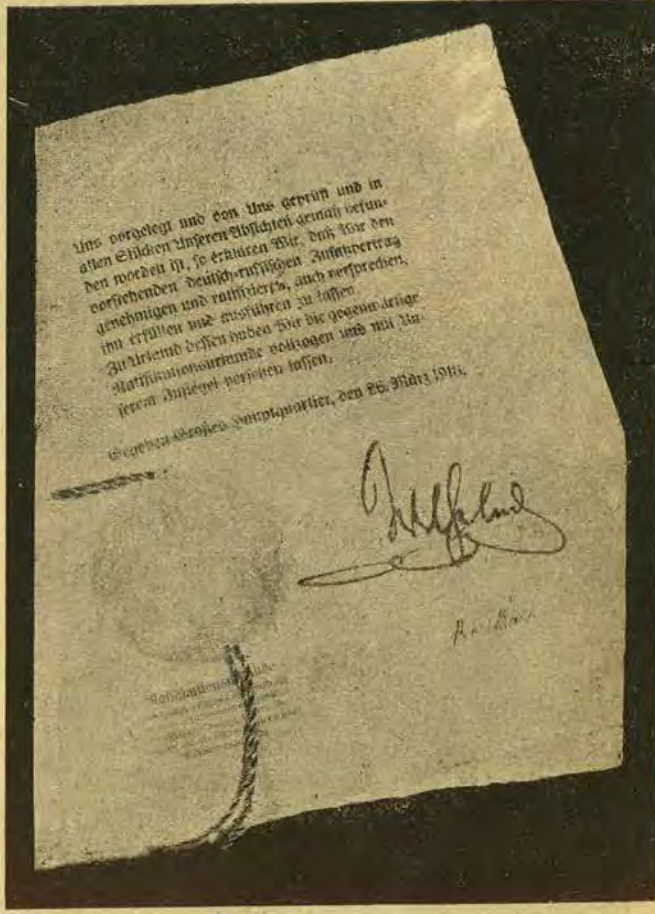 Uns vorgelegt und von Uns geprüft und in
allen Stücken Unseren Absichten gemäß befun-
den worden ist, so erklären Wir, daß Wir den
vorstehenden deutsch-russischen Zusatzvertrag
genehmigen und ratifizieren, auch versprechen,
ihn erfüllen und ausführen zu lassen.
Zu Urkund dessen haben Wir die gegenwärtige
Ratifikationsurkunde vollzogen und mit Un-
serem Insiegel versehen lassen.
Gegeben Großes Hauptquartier, den 26. März 1918.
Wilhelm
Ratifikationsurkunde